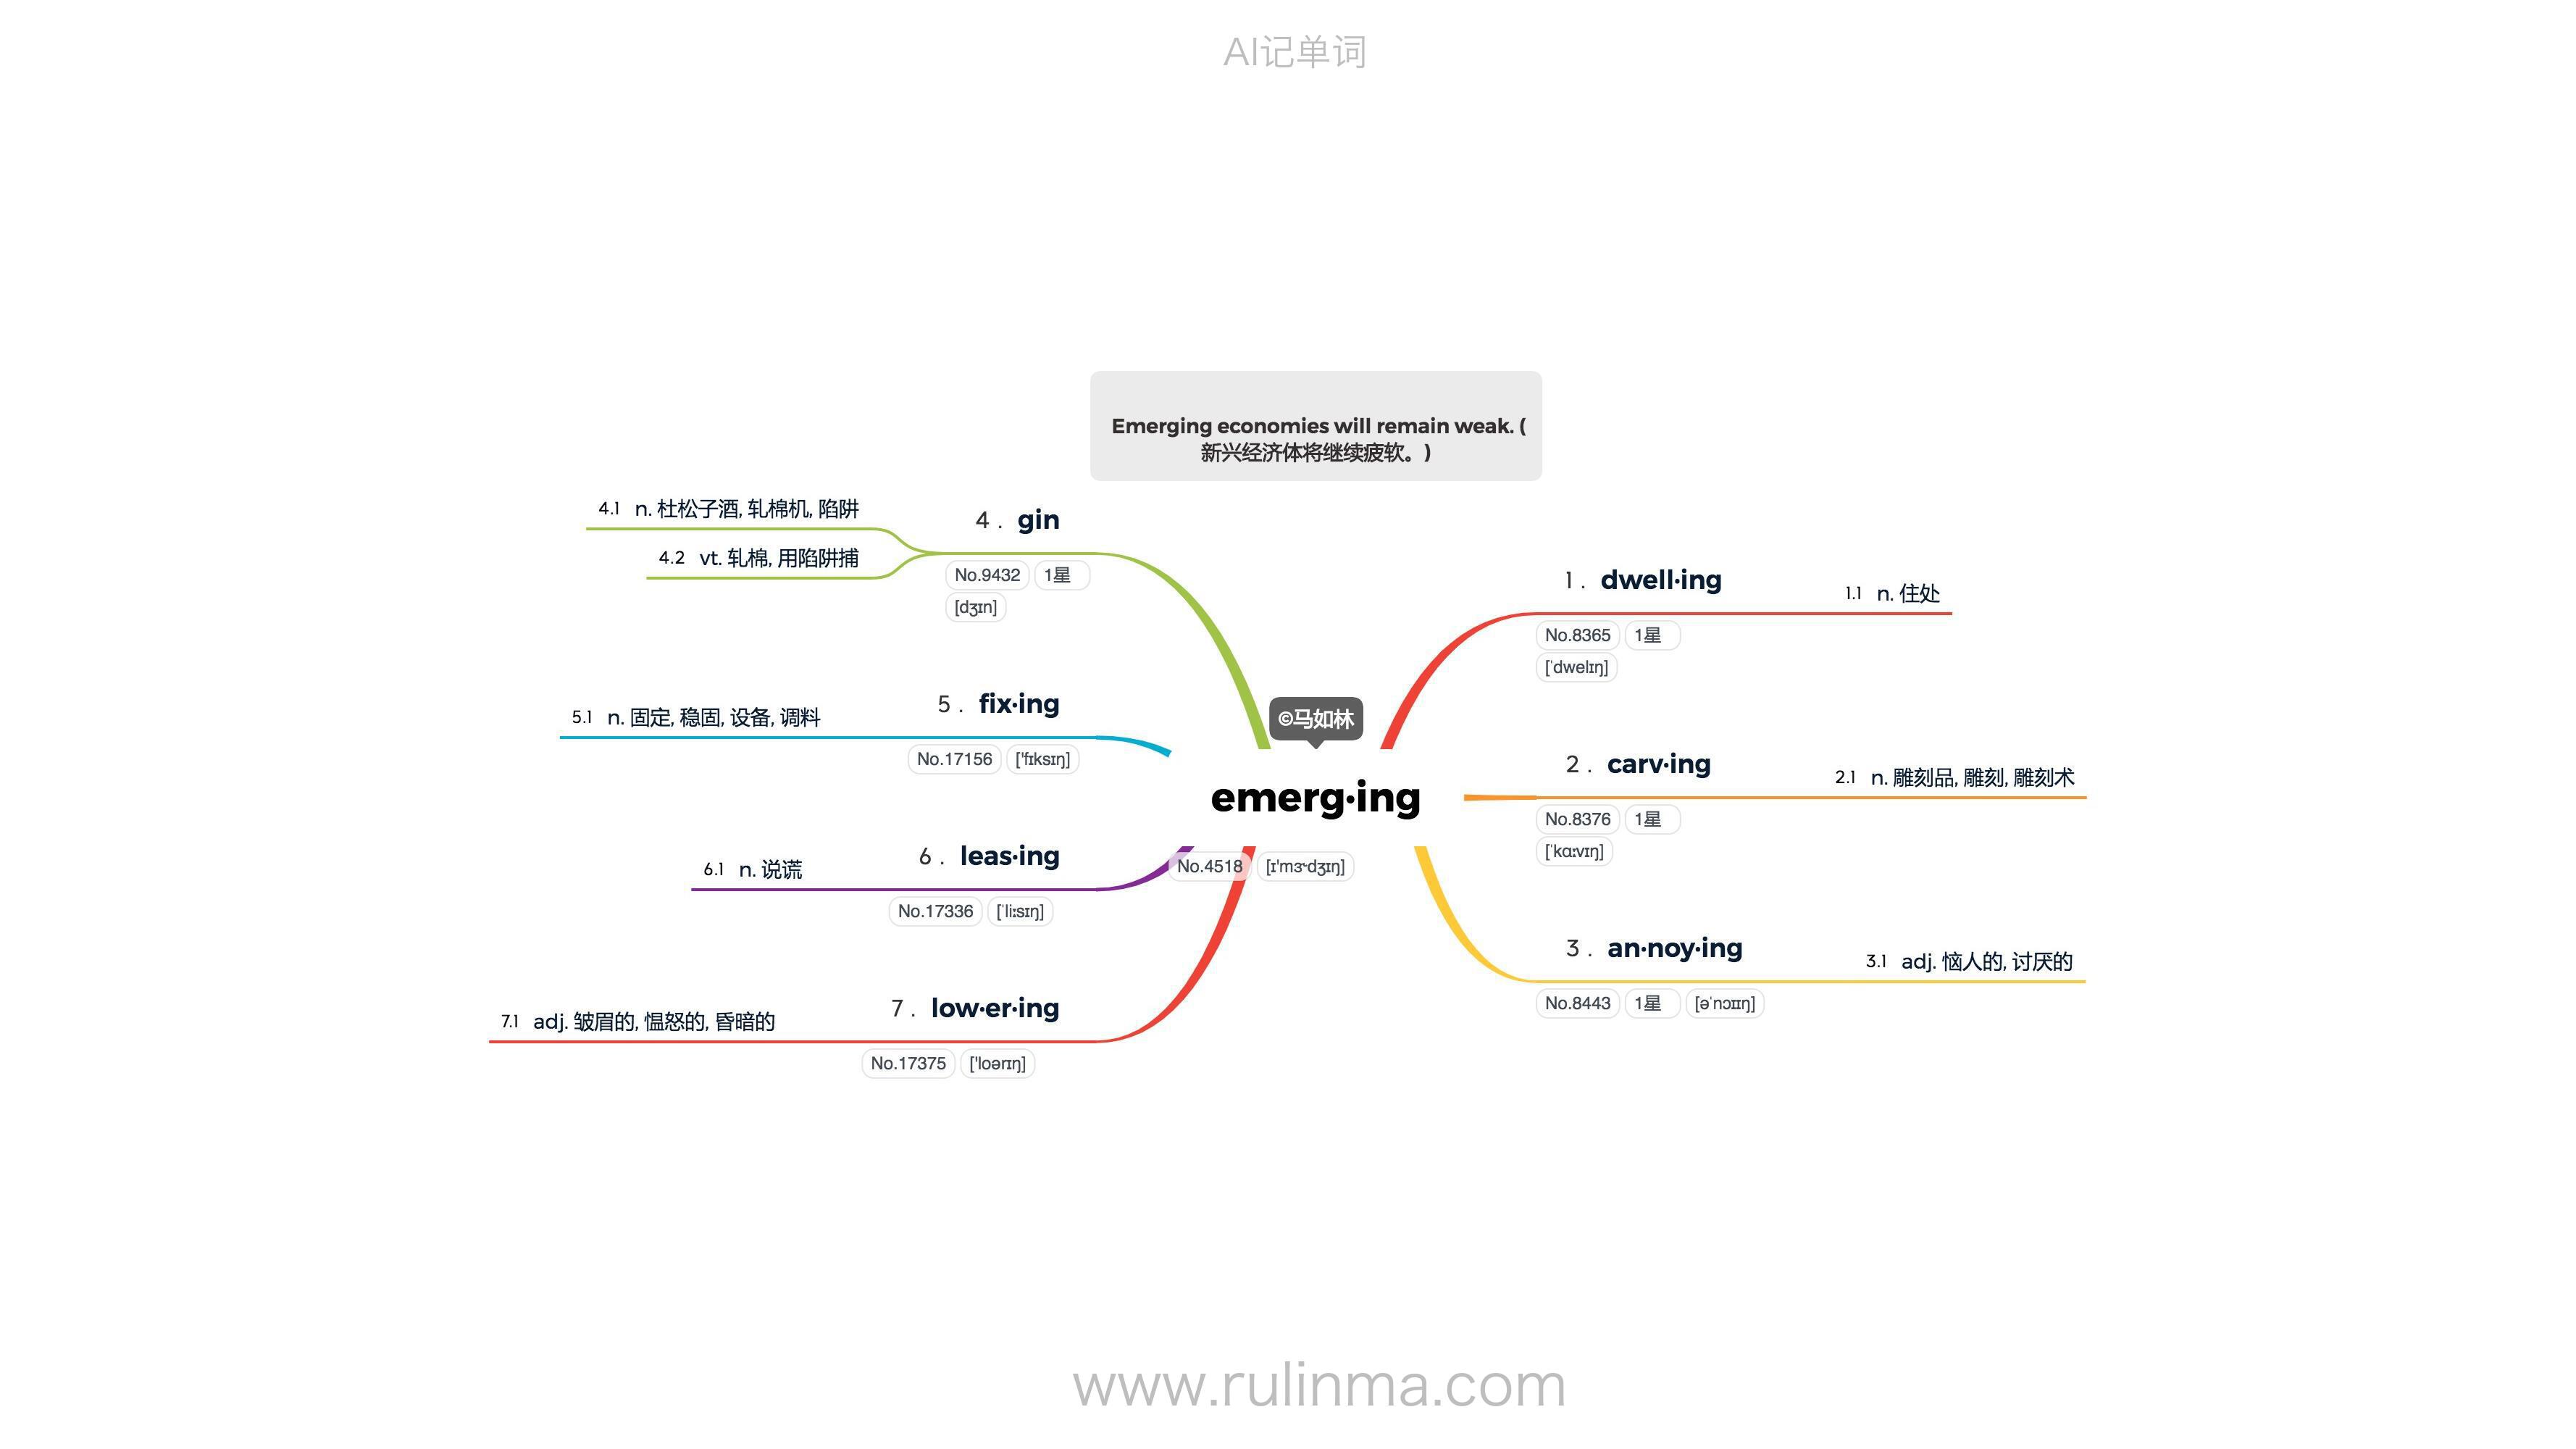 AI记单词
Emerging economies will remain weak. (
新兴经济体将继续疲软。)
©马如林
emerg·ing
No.4518 [ɪ'mɝdʒɪŋ]
1 . dwell·ing
No.8365 1星
[ˈdwelɪŋ]
1.1 n. 住处
2 . carv·ing
No.8376 1星
[ˈkɑːvɪŋ]
2.1 n. 雕刻品, 雕刻, 雕刻术
3 . an·noy·ing
No.8443 1星 [əˈnɔɪɪŋ]
3.1 adj. 恼人的, 讨厌的
4 . gin
No.9432 1星
[dʒɪn]
4.1 n. 杜松子酒, 轧棉机, 陷阱
4.2 vt. 轧棉, 用陷阱捕
5 . fix·ing
No.17156 ['fɪksɪŋ]
5.1 n. 固定, 稳固, 设备, 调料
6 . leas·ing
No.17336 [ˈliːsɪŋ]
6.1 n. 说谎
7 . low·er·ing
No.17375 ['loərɪŋ]
7.1 adj. 皱眉的, 愠怒的, 昏暗的
www.rulinma.com